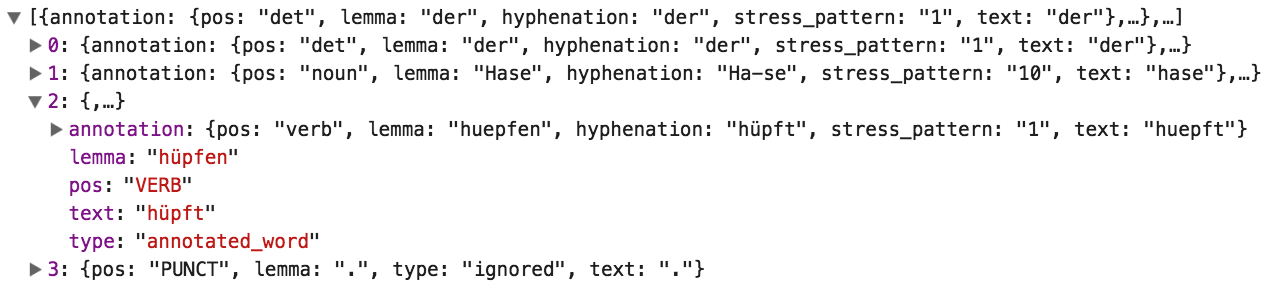 ▼ [{annotation: {pos: "det", lemma: "der", hyphenation: "der", stress_pattern: "1", text: "der"},…},…]
▶ 0: {annotation: {pos: "det", lemma: "der", hyphenation: "der", stress_pattern: "1", text: "der"},…}
▶ 1: {annotation: {pos: "noun", lemma: "Hase", hyphenation: "Ha-se", stress_pattern: "10", text: "hase"},…}
▼ 2: {,…}
▶ annotation: {pos: "verb", lemma: "huepfen", hyphenation: "hüpft", stress_pattern: "1", text: "huepft"}
lemma: "hüpfen"
pos: "VERB"
text: "hüpft"
type: "annotated_word"
▶ 3: {pos: "PUNCT", lemma: ".", type: "ignored", text: "."}